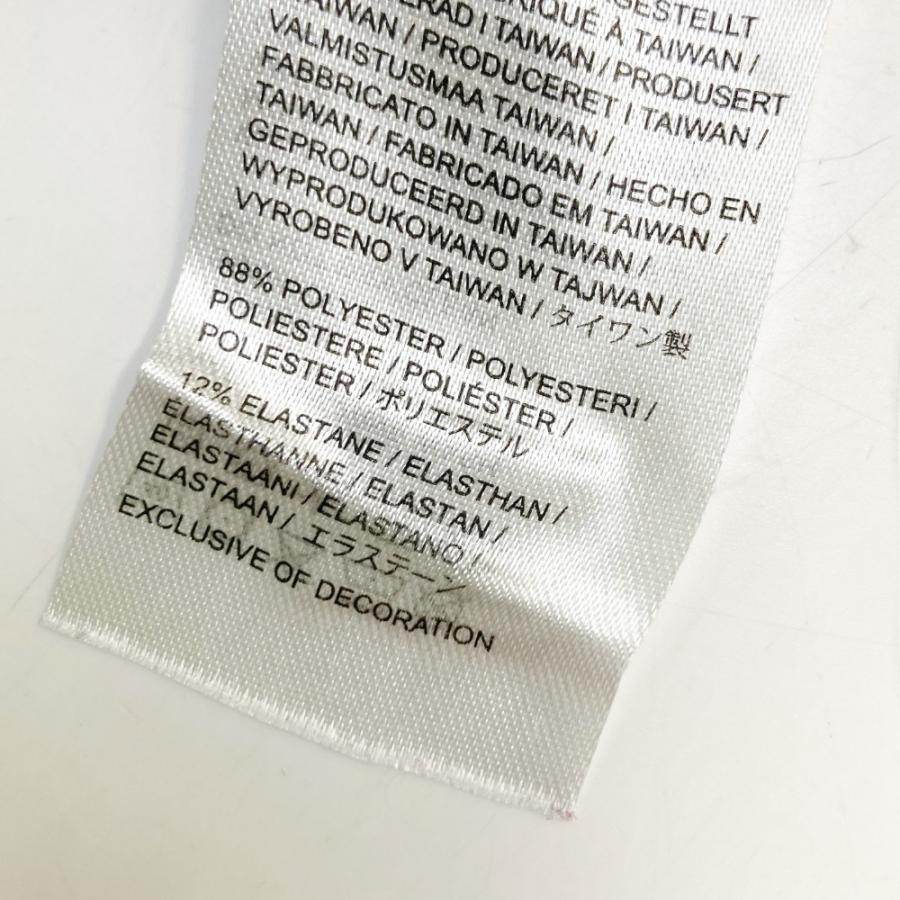 GESTELLT
TAIWAN / À TAIWAN /
I TAIWAN / PRODUSERT
VALMISTUSMAA TAIWAN /
TAIWAN / PRODUCERET I TAIWAN /
FABBRICATO IN TAIWAN / HECHO EN
TAIWAN / FABRICADO EM TAIWAN /
GEPRODUCEERD IN TAIWAN /
WYPRODUKOWANO W TAJWAN /
VYROBENO V TAIWAN / タイワン製
88% POLYESTER / POLYESTERI /
POLIESTERE / POLIÉSTER /
POLIESTER / ポリエステル
12% ELASTANE / ELASTHAN /
ELASTHANNE / ELASTAN /
ELASTAANI / ELASTANO /
ELASTAAN / エラステーン
EXCLUSIVE OF DECORATION